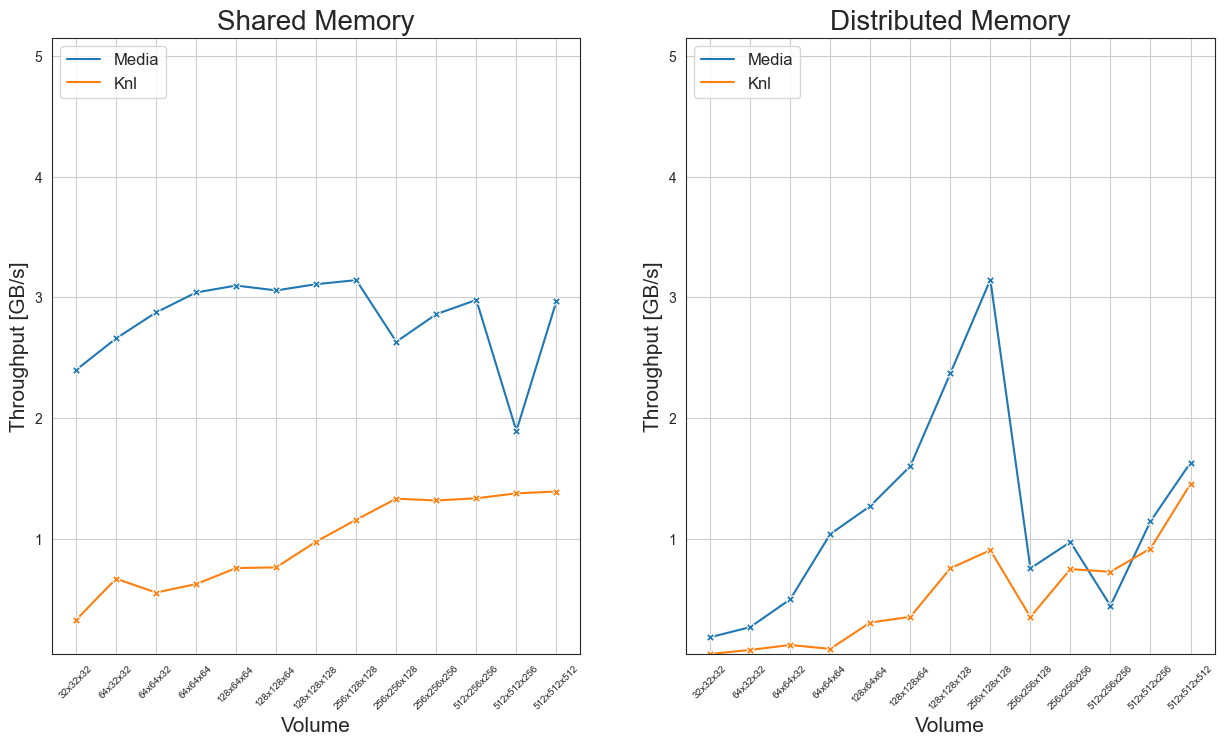 Shared Memory
Media
Knl
5
4
3
2
1
Throughput [GB/s]
32x32x32
64x32x32
64x64x32
64x64x64
128x64x64
128x128x64
128x128x128
256x128x128
256x256x128
256x256x256
512x256x256
512x512x256
512x512x512
Volume
Distributed Memory
Media
Knl
5
4
3
2
1
Throughput [GB/s]
32x32x32
64x32x32
64x64x32
64x64x64
128x64x64
128x128x64
128x128x128
256x128x128
256x256x128
256x256x256
512x256x256
512x512x256
512x512x512
Volume